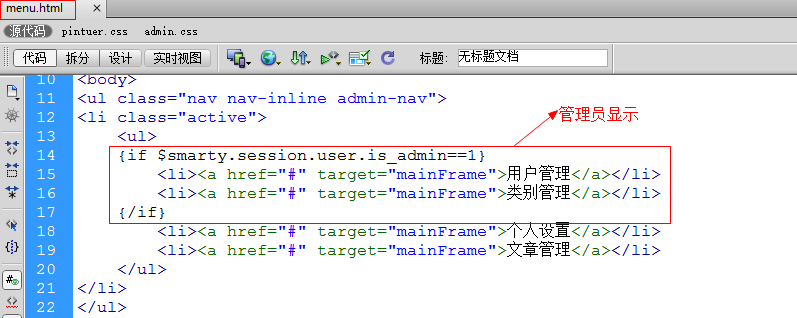 menu.html
源代码 pintuer.css admin.css
代码 拆分 设计 实时视图 标题: 无标题文档
10 <body>
11 <ul class="nav nav-inline admin-nav">
12 <li class="active">
管理员显示
13 <ul>
14 {if $smarty.session.user.is_admin==1}
15 <li><a href="#" target="mainFrame">用户管理</a></li>
16 <li><a href="#" target="mainFrame">类别管理</a></li>
17 {/if}
18 <li><a href="#" target="mainFrame">个人设置</a></li>
19 <li><a href="#" target="mainFrame">文章管理</a></li>
20 </ul>
21 </li>
22 </ul>